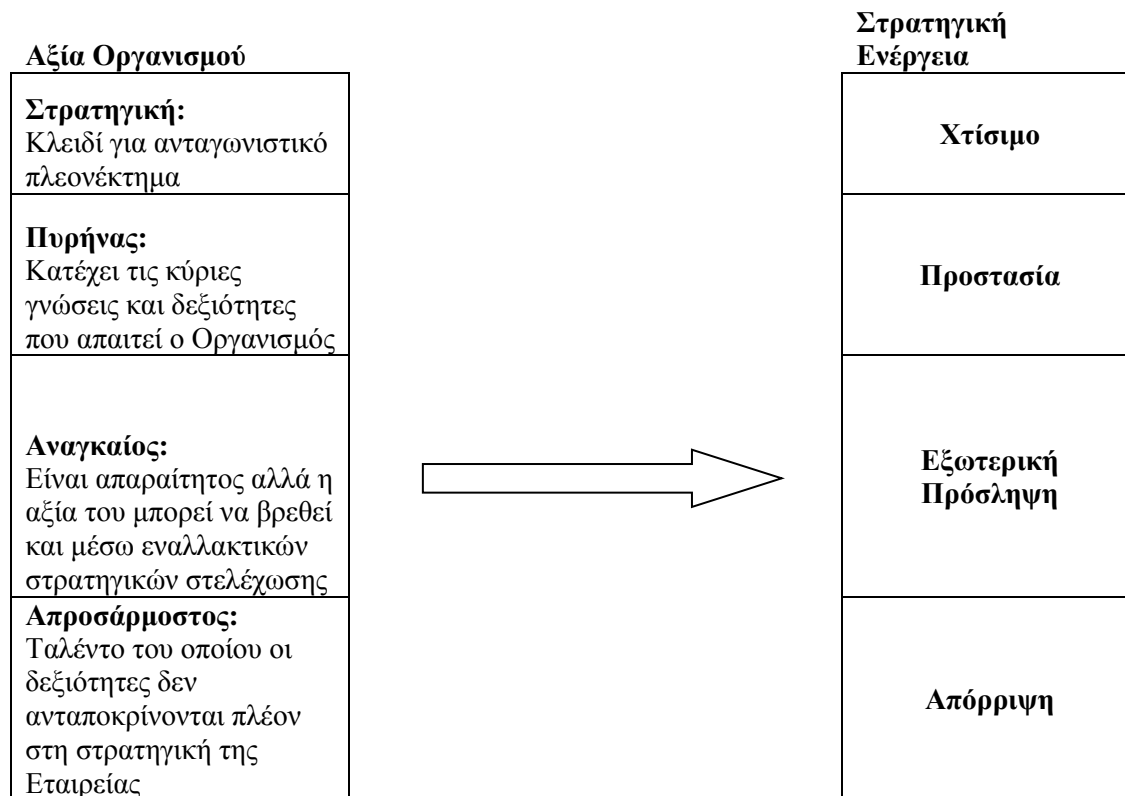 Αξία Οργανισμού
Στρατηγική:
Κλειδί για ανταγωνιστικό
πλεονέκτημα
Πυρήνας:
Κατέχει τις κύριες
γνώσεις και δεξιότητες
που απαιτεί ο Οργανισμός
Αναγκαίος:
Είναι απαραίτητος αλλά η
αξία του μπορεί να βρεθεί
και μέσω εναλλακτικών
στρατηγικών στελέχωσης
Απροσάρμοστος:
Ταλέντο του οποίου οι
δεξιότητες δεν
ανταποκρίνονται πλέον
στη στρατηγική της
Εταιρείας
Στρατηγική
Ενέργεια
Χτίσιμο
Προστασία
Εξωτερική
Πρόσληψη
Απόρριψη